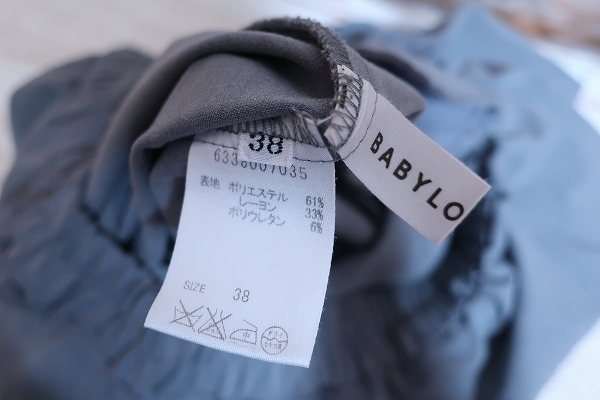 38
6336007035
表地 ポリエステル 61%
レーヨン 33%
ポリウレタン 6%
SIZE 38
BABYLO